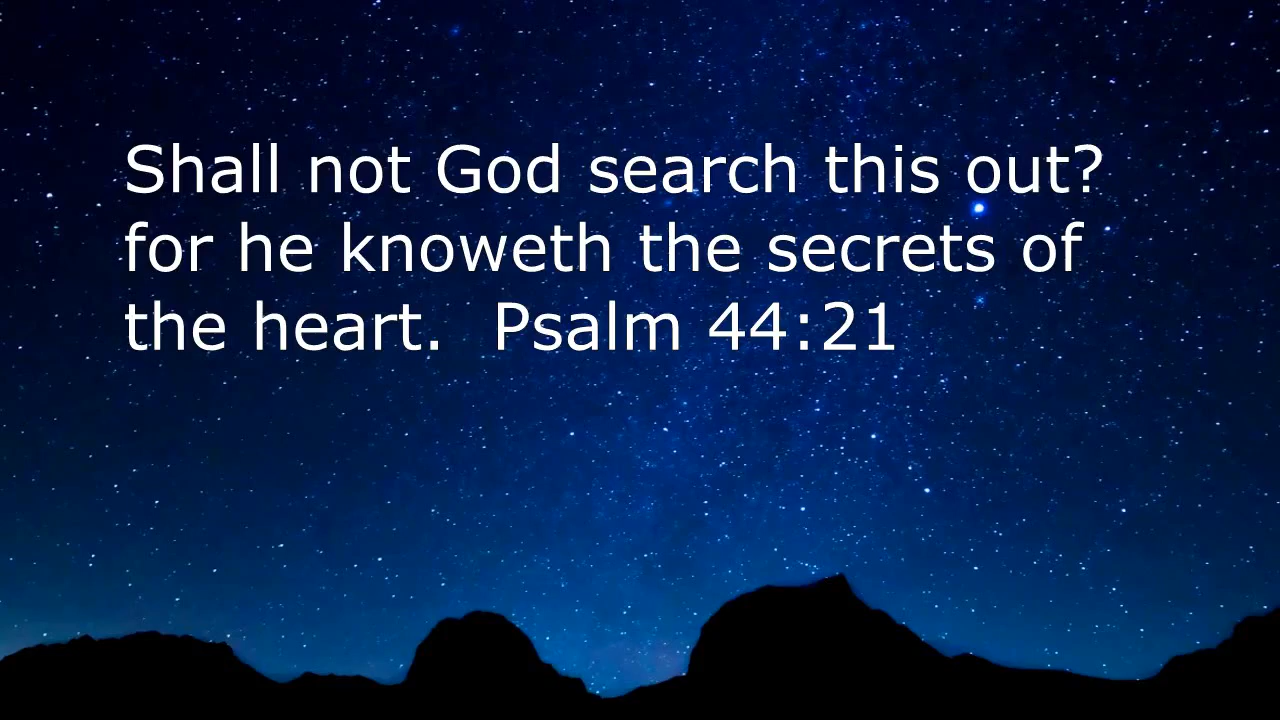 Shall not God search this out?
for he knoweth the secrets of
the heart.  Psalm 44:21